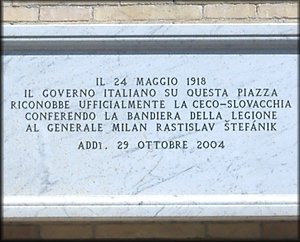 IL 24 MAGGIO 1918
IL GOVERNO ITALIANO SU QUESTA PIAZZA
RICONOBBE UFFICIALMENTE LA CECO-SLOVACCHIA
CONFERENDO LA BANDIERA DELLA LEGIONE
AL GENERALE MILAN RASTISLAV ŠTEFÁNIK
ADDI. 29 OTTOBRE 2004